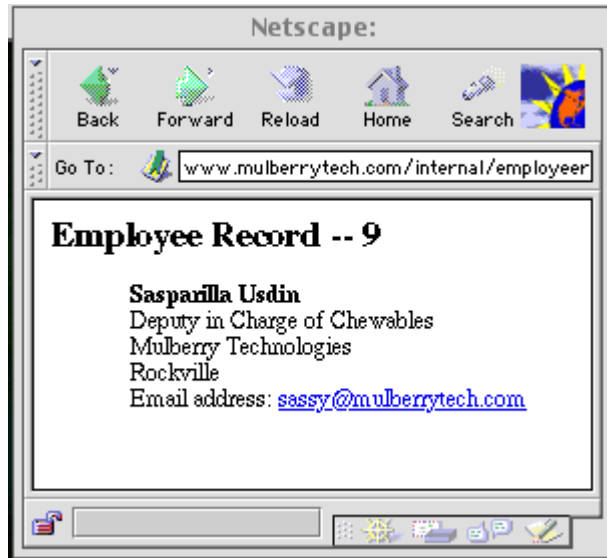 Netscape:
Back Forward Reload Home Search
Go To: www.mulberrytech.com/internal/employeer
Employee Record -- 9
Sasparilla Usdin
Deputy in Charge of Chewables
Mulberry Technologies
Rockville
Email address: sassy@mulberrytech.com